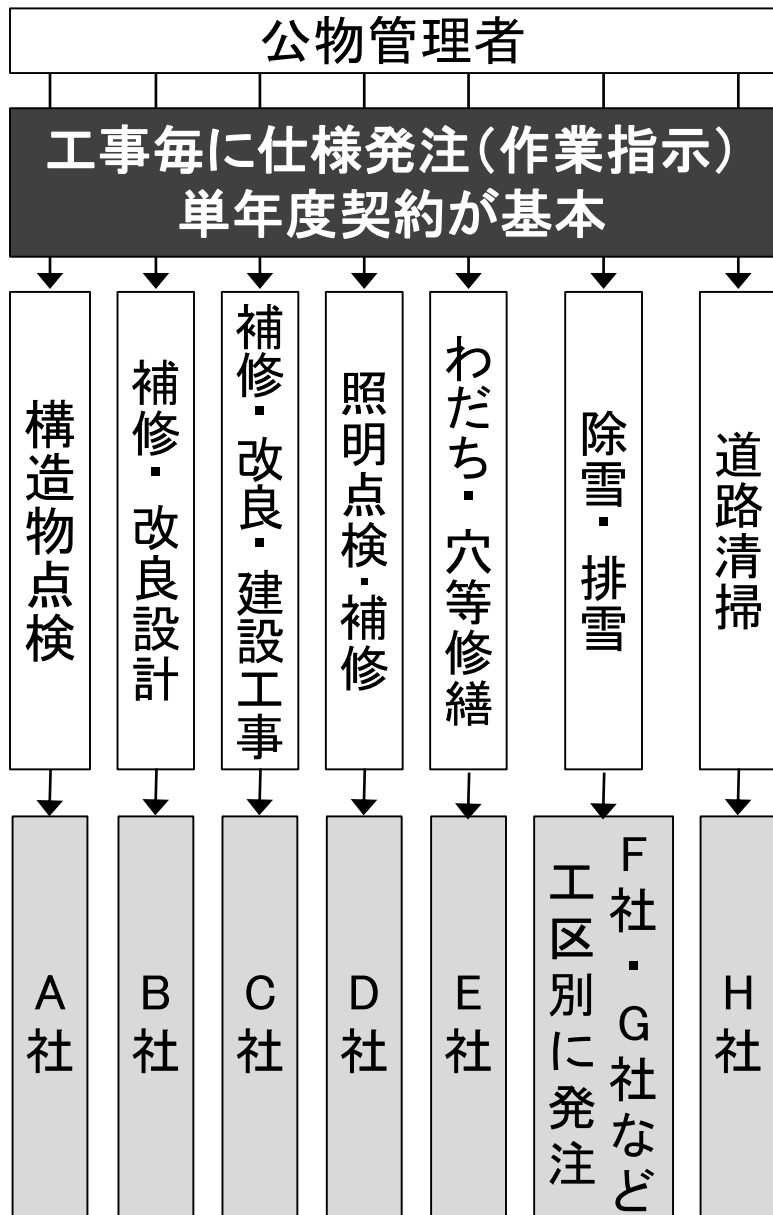 公物管理者
工事毎に仕様発注（作業指示）
単年度契約が基本
構造物点検
補修・改良設計
補修・改良・建設工事
照明点検・補修
わだち・穴等修繕
除雪・排雪
道路清掃
A社
B社
C社
D社
E社
F社・G社など
工区別に発注
H社